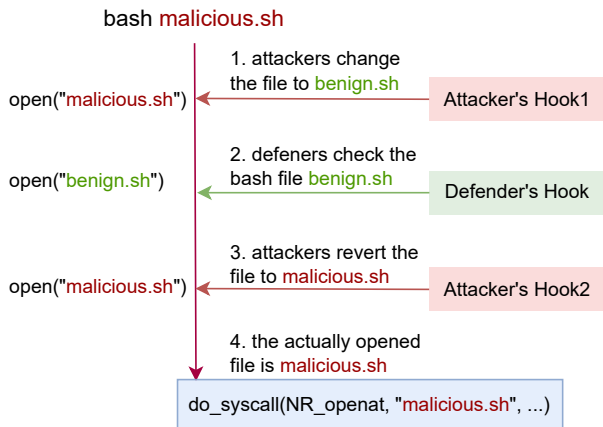 bash malicious.sh
1. attackers change
the file to benign.sh
open("malicious.sh")
Attacker's Hook1
2. defeners check the
bash file benign.sh
open("benign.sh")
Defender's Hook
3. attackers revert the
file to malicious.sh
open("malicious.sh")
Attacker's Hook2
4. the actually opened
file is malicious.sh
do_syscall(NR_openat, "malicious.sh", ...)